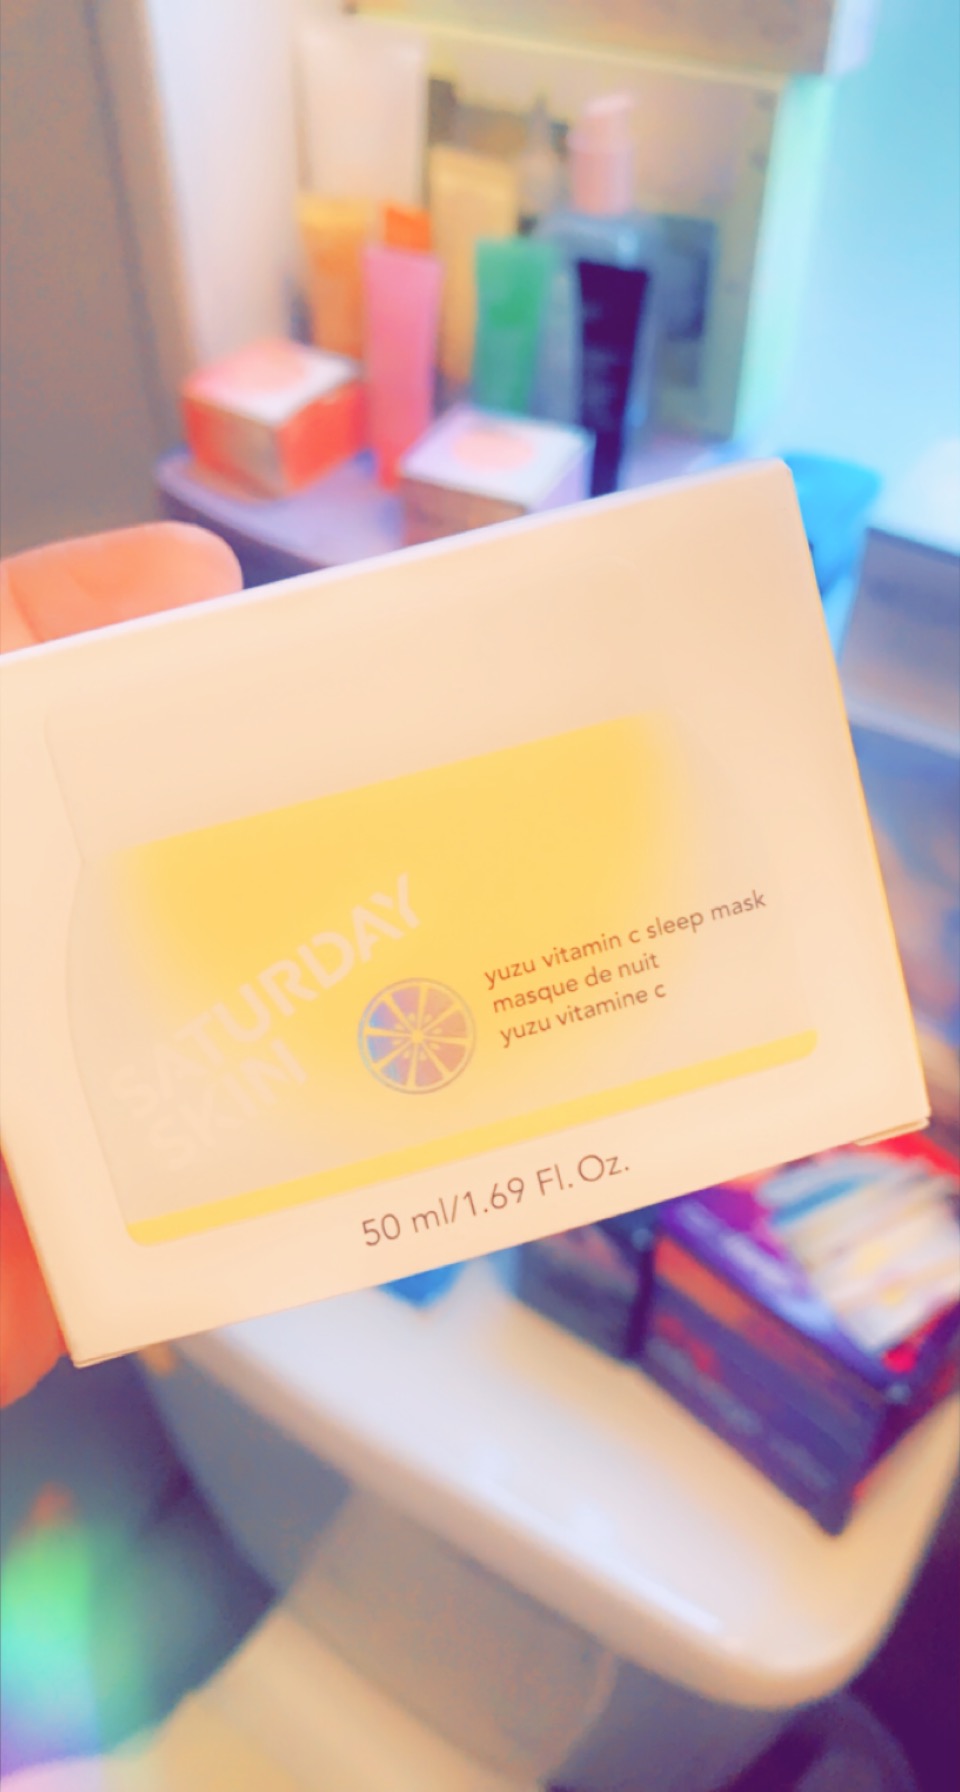 SATURDAY
SKIN
yuzu vitamin c sleep mask
masque de nuit
yuzu vitamine c
50 ml/1.69 Fl. Oz.